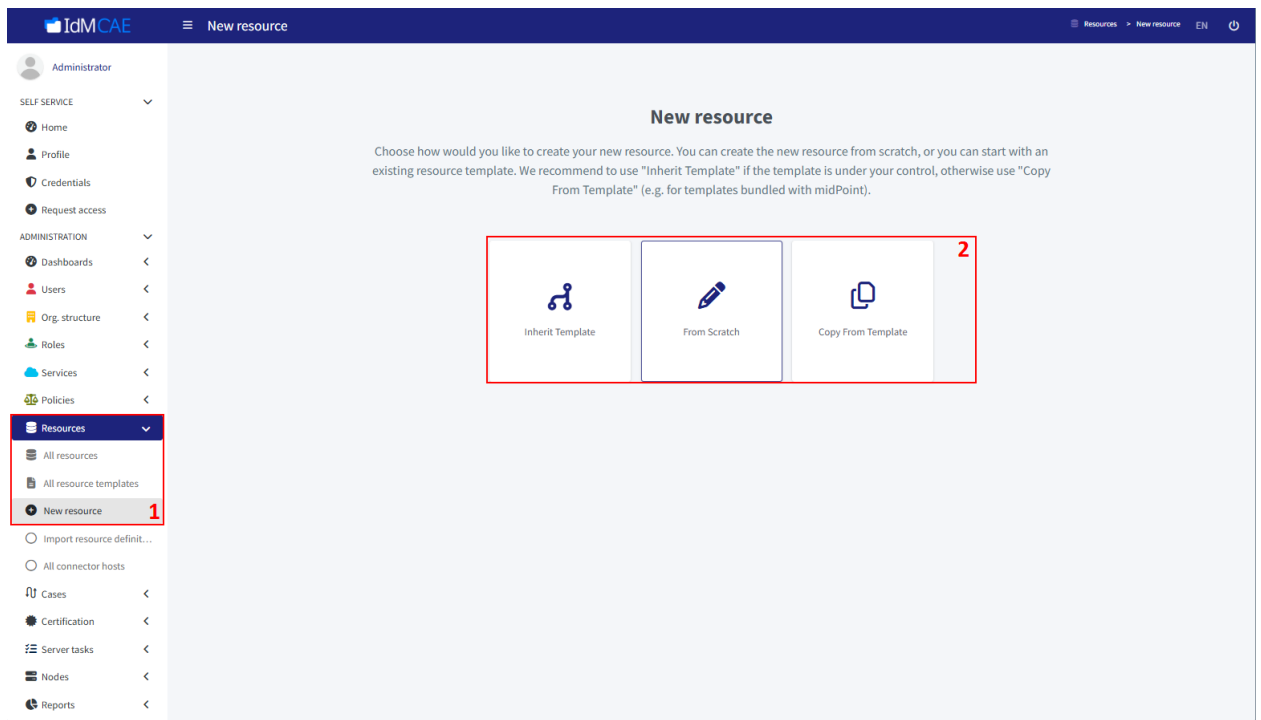 IdMCAE
New resource
Resources > New resource
EN
Administrator
SELF SERVICE
Home
Profile
Credentials
Request access
ADMINISTRATION
Dashboards
Users
Org. structure
Roles
Services
Policies
Resources
All resources
All resource templates
New resource
1
Import resource definit...
All connector hosts
Cases
Certification
Server tasks
Nodes
Reports
New resource
Choose how would you like to create your new resource. You can create the new resource from scratch, or you can start with an
existing resource template. We recommend to use "Inherit Template" if the template is under your control, otherwise use "Copy
From Template" (e.g. for templates bundled with midPoint).
2
Inherit Template
From Scratch
Copy From Template